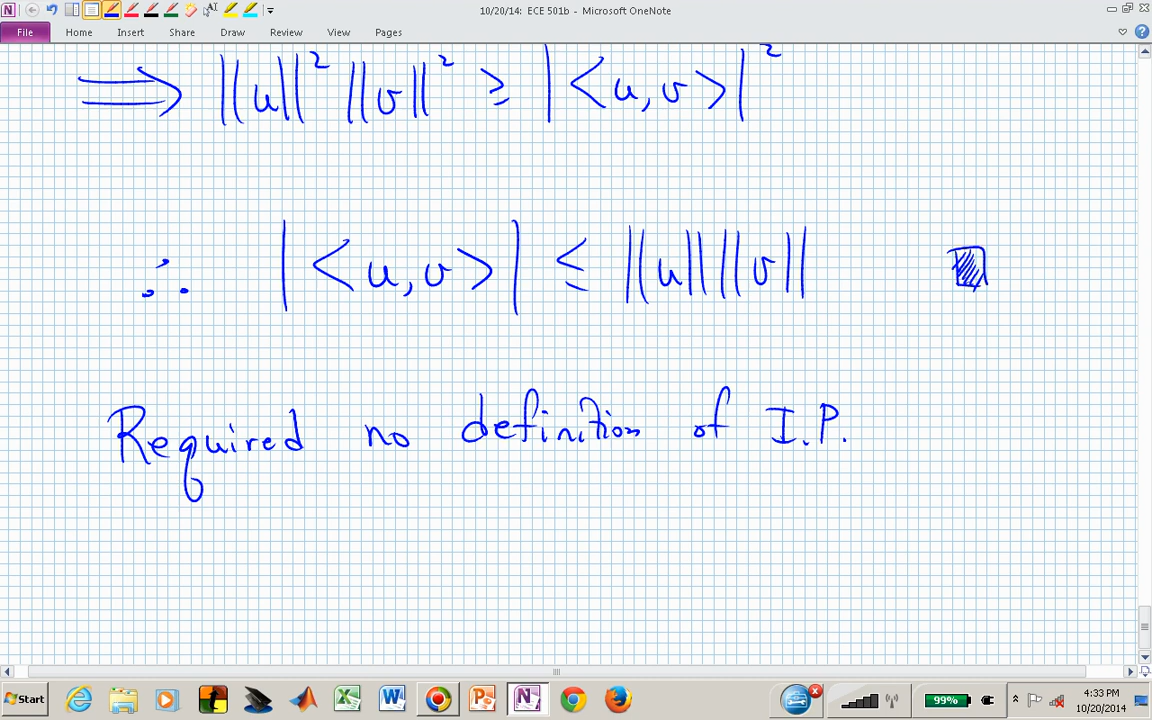 10/20/14: ECE 501b - Microsoft OneNote
File Home Insert Share Draw Review View Pages
⟹ ||u||² ||v||² ≥ |<u,v>|²
∴ |<u,v>| ≤ ||u|| ||v||
Required no definition of I.P.
Start
99%
4:33 PM
10/20/2014